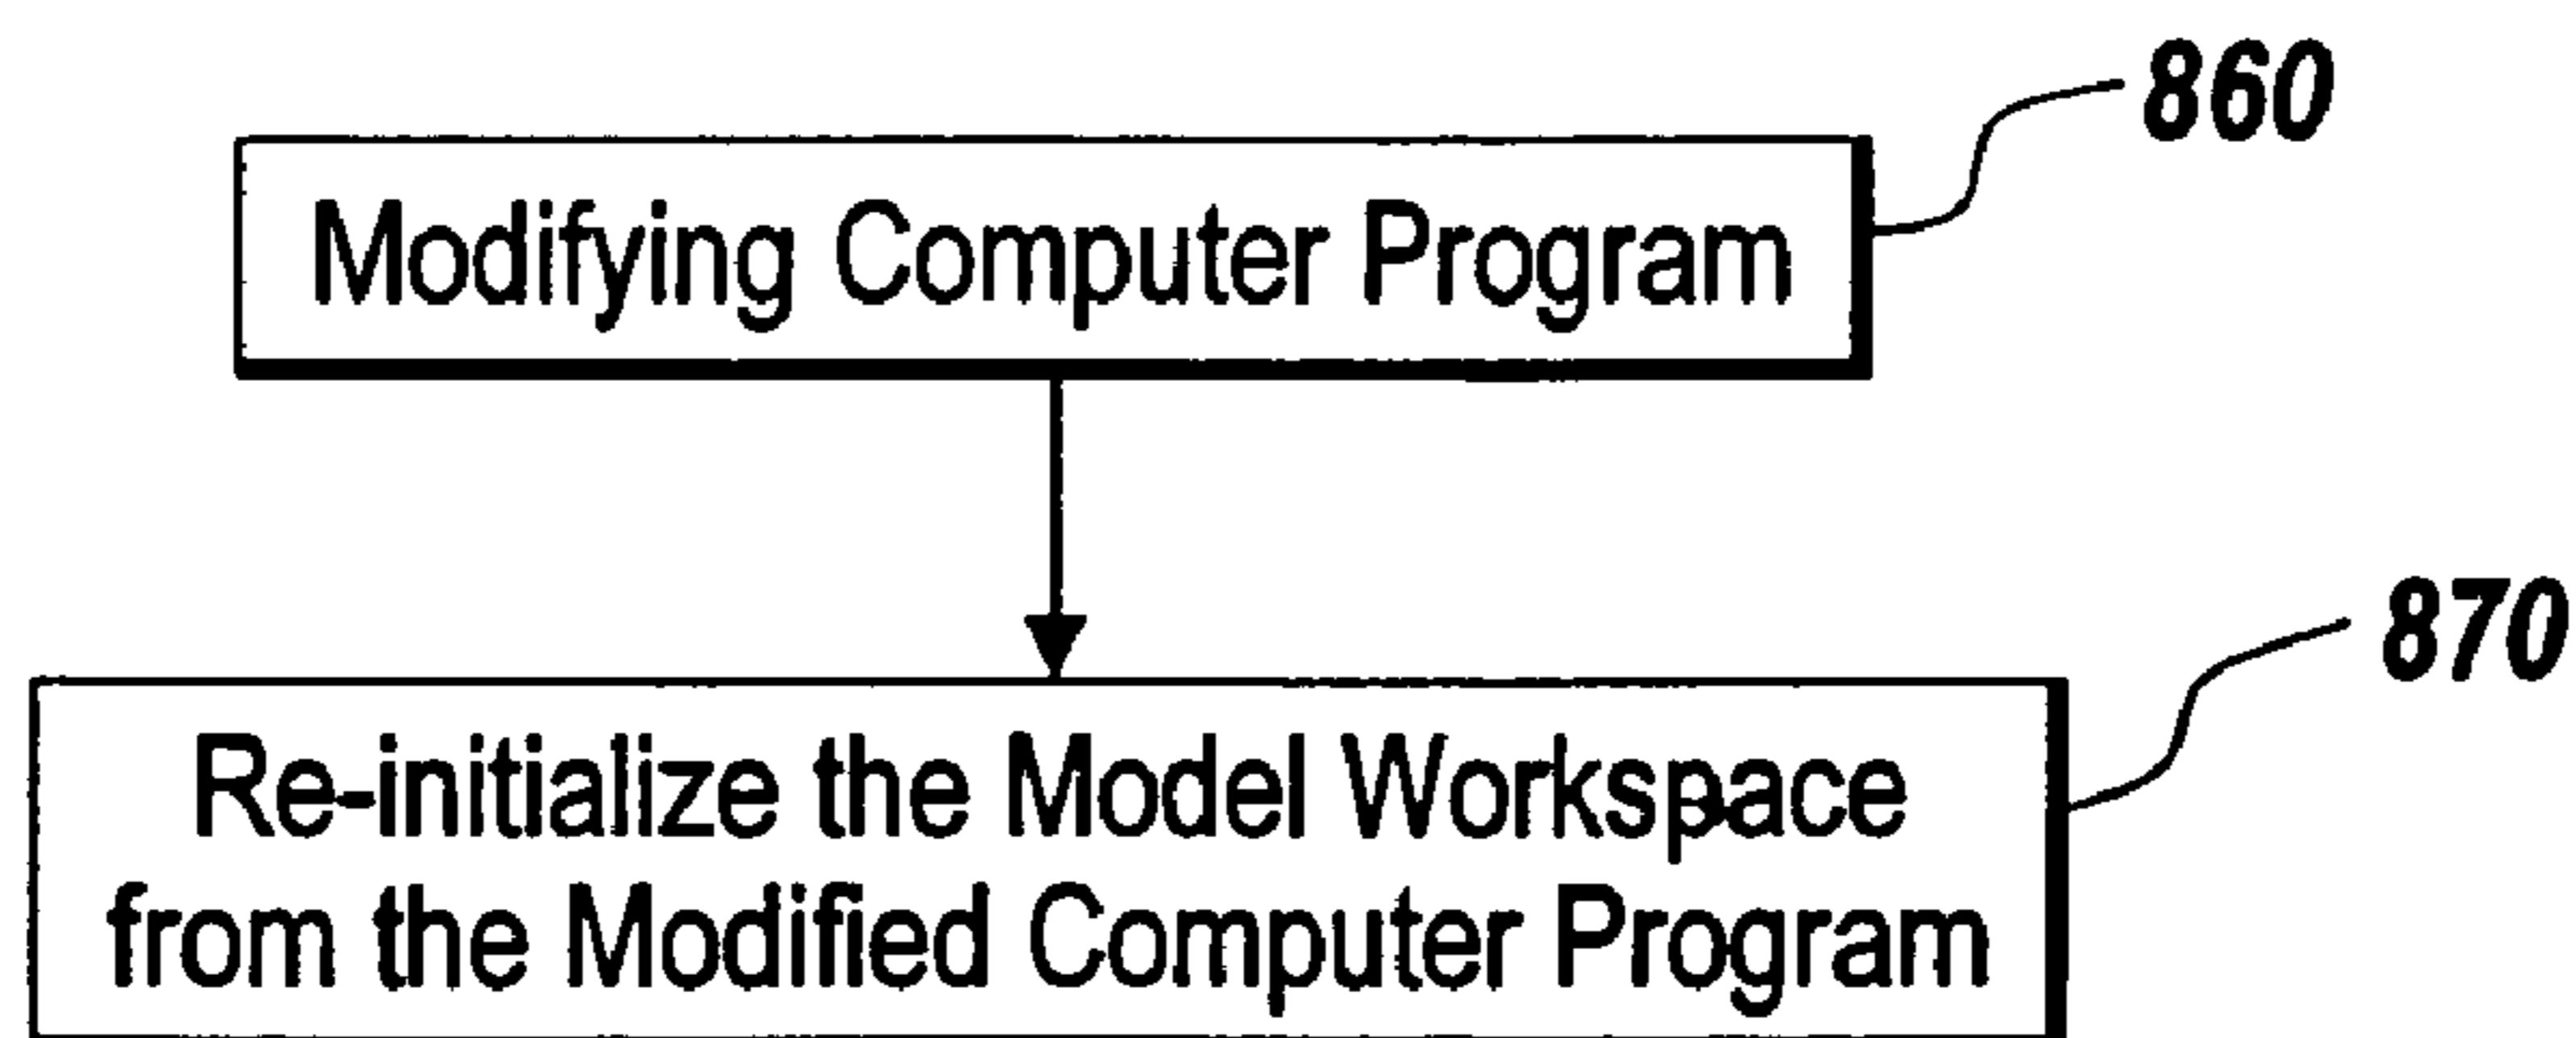 860
Modifying Computer Program
870
Re-initialize the Model Workspace
from the Modified Computer Program